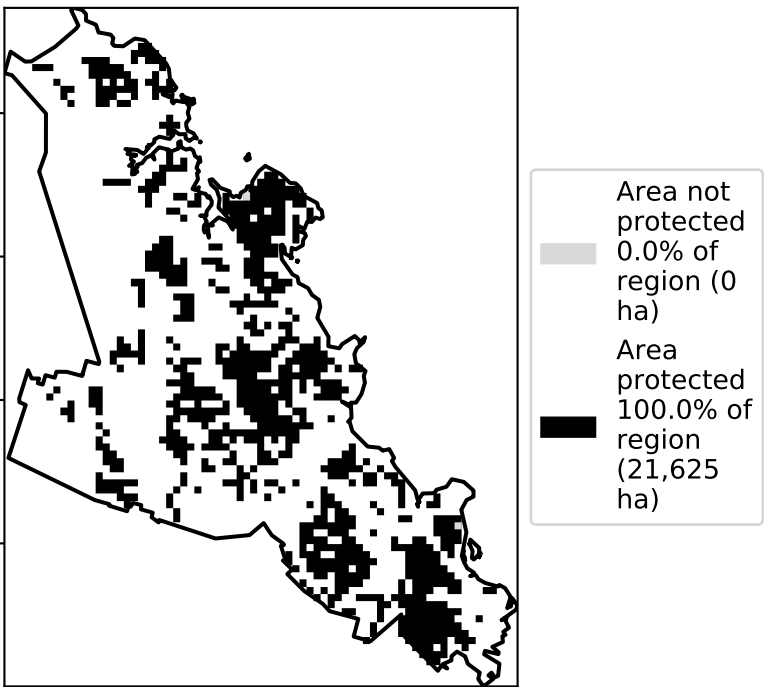 Area not
protected
0.0% of
region (0
ha)
Area
protected
100.0% of
region
(21,625
ha)